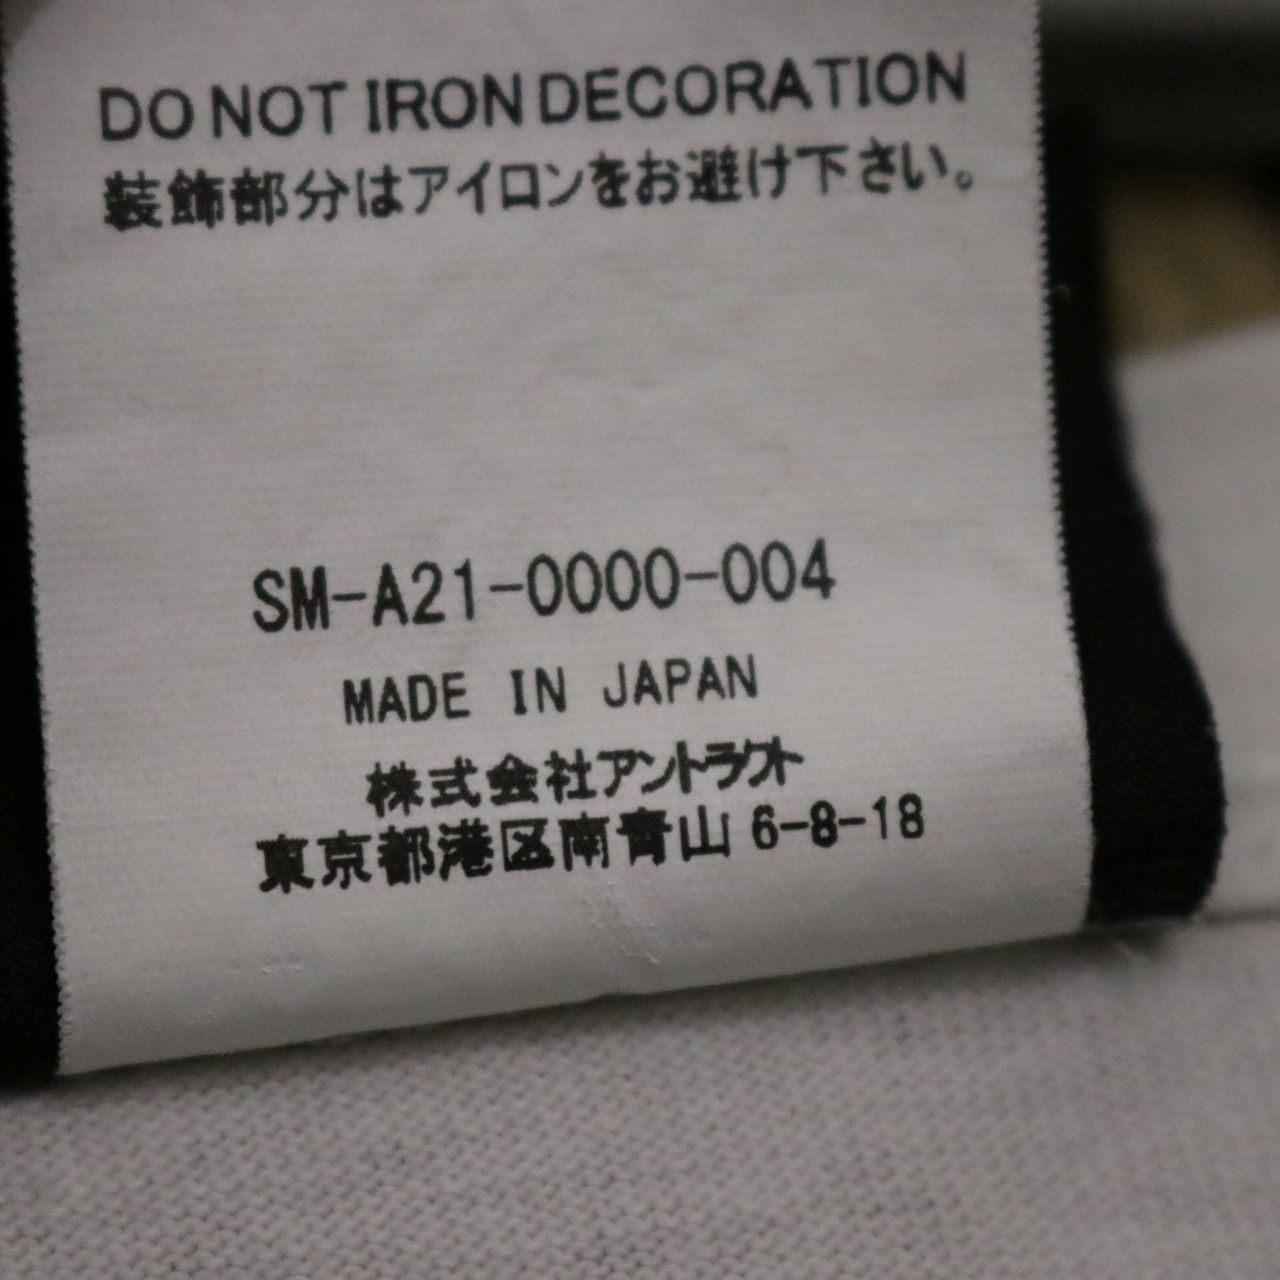 DO NOT IRON DECORATION
装飾部分はアイロンをお避け下さい。
SM-A21-0000-004
MADE IN JAPAN
株式会社アントラクト
東京都港区南青山 6-8-18